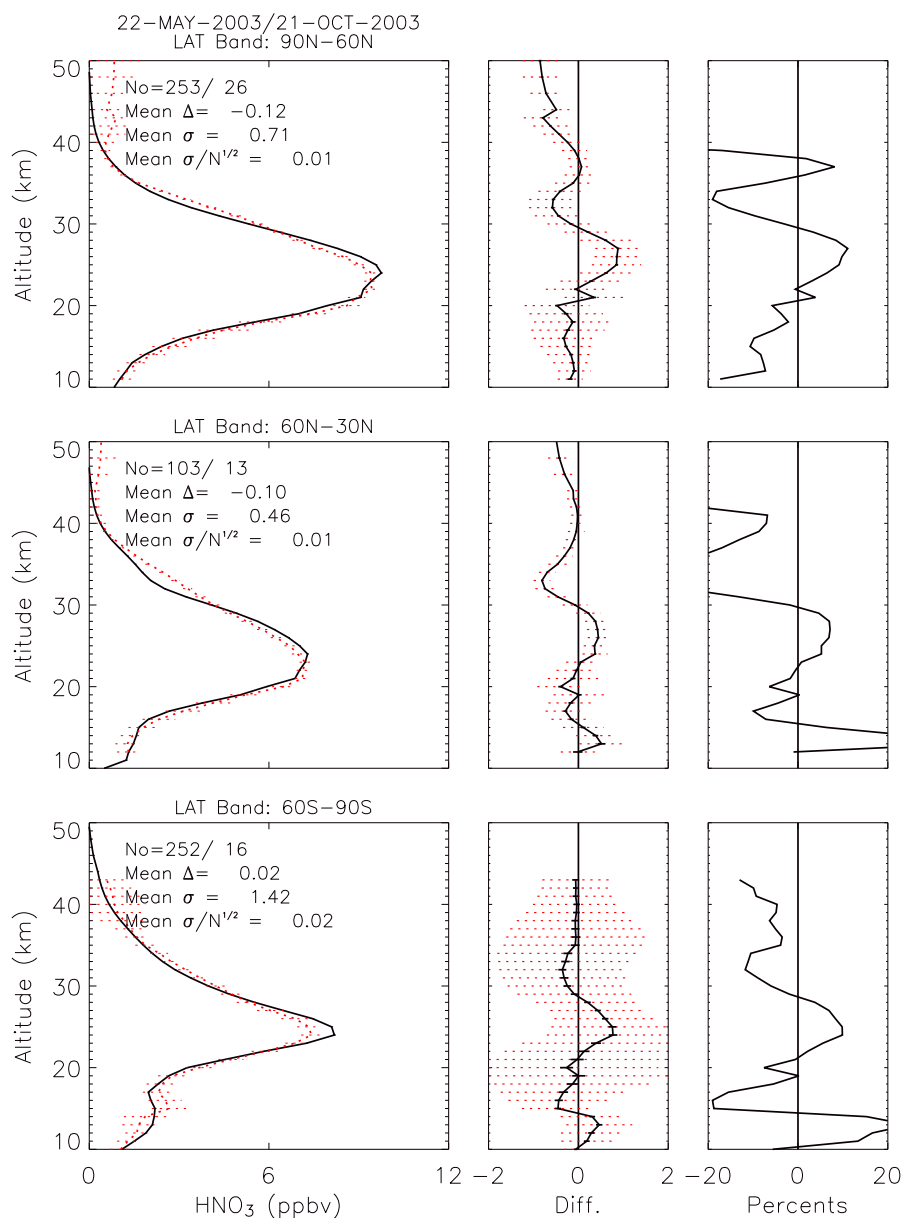 22-MAY-2003/21-OCT-2003
LAT Band: 90N-60N
50
40
30
20
10
Altitude (km)
No=253/ 26
Mean Δ= -0.12
Mean σ = 0.71
Mean σ/N^1/2 = 0.01
LAT Band: 60N-30N
50
40
30
20
10
Altitude (km)
No=103/ 13
Mean Δ= -0.10
Mean σ = 0.46
Mean σ/N^1/2 = 0.01
LAT Band: 60S-90S
50
40
30
20
10
Altitude (km)
No=252/ 16
Mean Δ= 0.02
Mean σ = 1.42
Mean σ/N^1/2 = 0.02
0 6 12
HNO₃ (ppbv)
-2 0 2
Diff.
-20 0 20
Percents